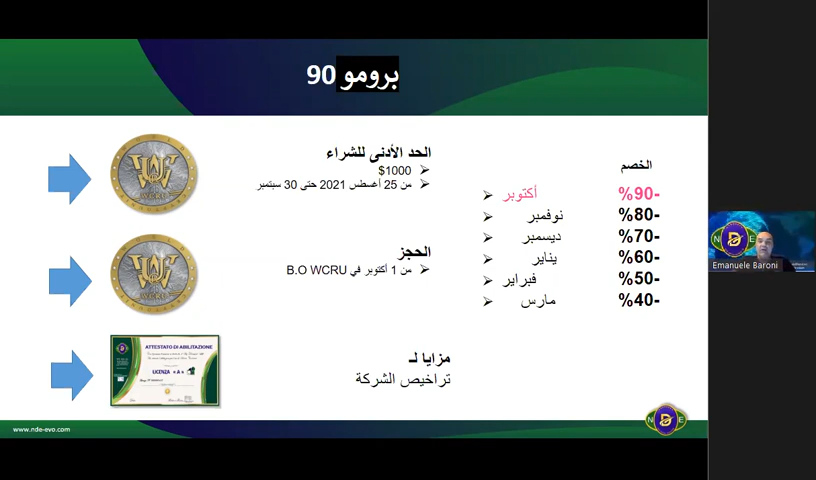 برومو 90
الحد الأدنى للشراء
$1000
من 25 أغسطس 2021 حتى 30 سبتمبر
الحجز
من 1 أكتوبر في B.O WCRU
مزايا لـ
تراخيص الشركة
الخصم
أكتوبر %90-
نوفمبر %80-
ديسمبر %70-
يناير %60-
فبراير %50-
مارس %40-
WCRU
WCRU
ATTESTATO DI ABILITAZIONE
LICENZA «A»
www.nde-evo.com
N D E
N D E
Emanuele Baroni